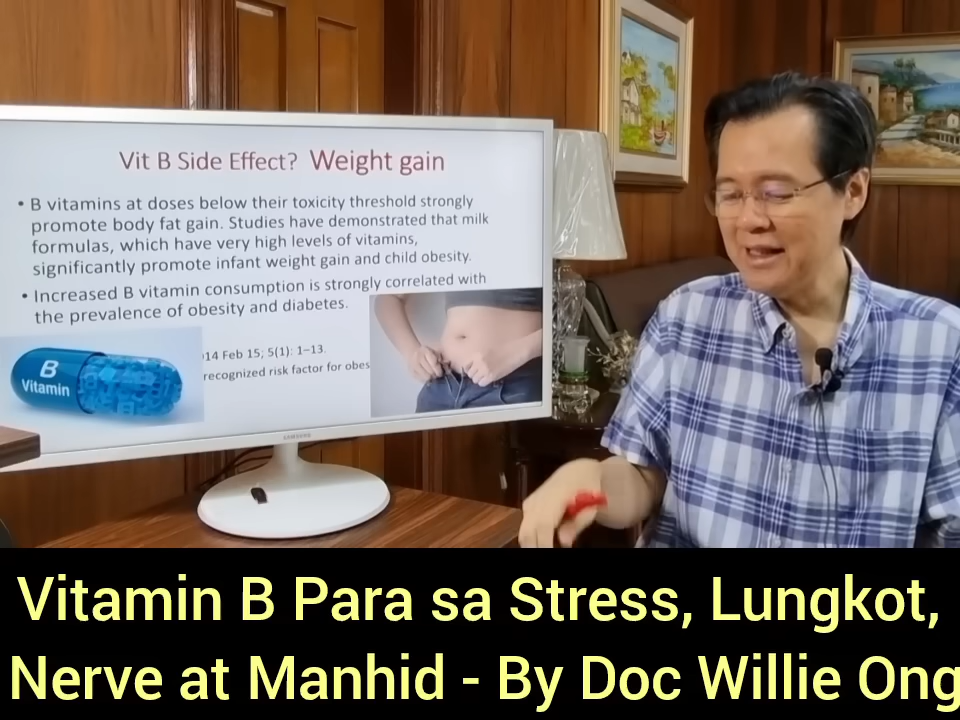 Vit B Side Effect? Weight gain
• B vitamins at doses below their toxicity threshold strongly
promote body fat gain. Studies have demonstrated that milk
formulas, which have very high levels of vitamins,
significantly promote infant weight gain and child obesity.
• Increased B vitamin consumption is strongly correlated with
the prevalence of obesity and diabetes.
14 Feb 15; 5(1): 1–13.
recognized risk factor for obes
B
Vitamin
SAMSUNG
Vitamin B Para sa Stress, Lungkot,
Nerve at Manhid - By Doc Willie Ong